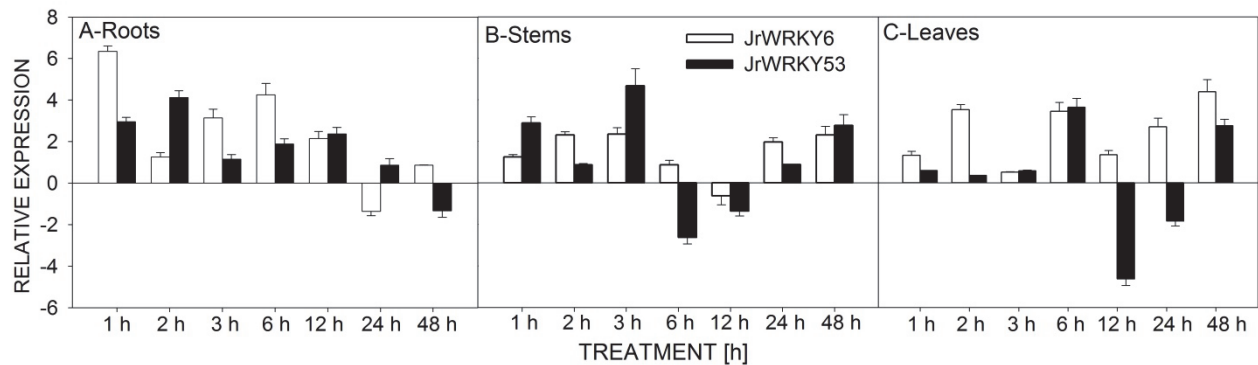 RELATIVE EXPRESSION
8
6
4
2
0
-2
-4
-6
A-Roots
B-Stems
C-Leaves
JrWRKY6
JrWRKY53
1 h 2 h 3 h 6 h 12 h 24 h 48 h
1 h 2 h 3 h 6 h 12 h 24 h 48 h
1 h 2 h 3 h 6 h 12 h 24 h 48 h
TREATMENT [h]